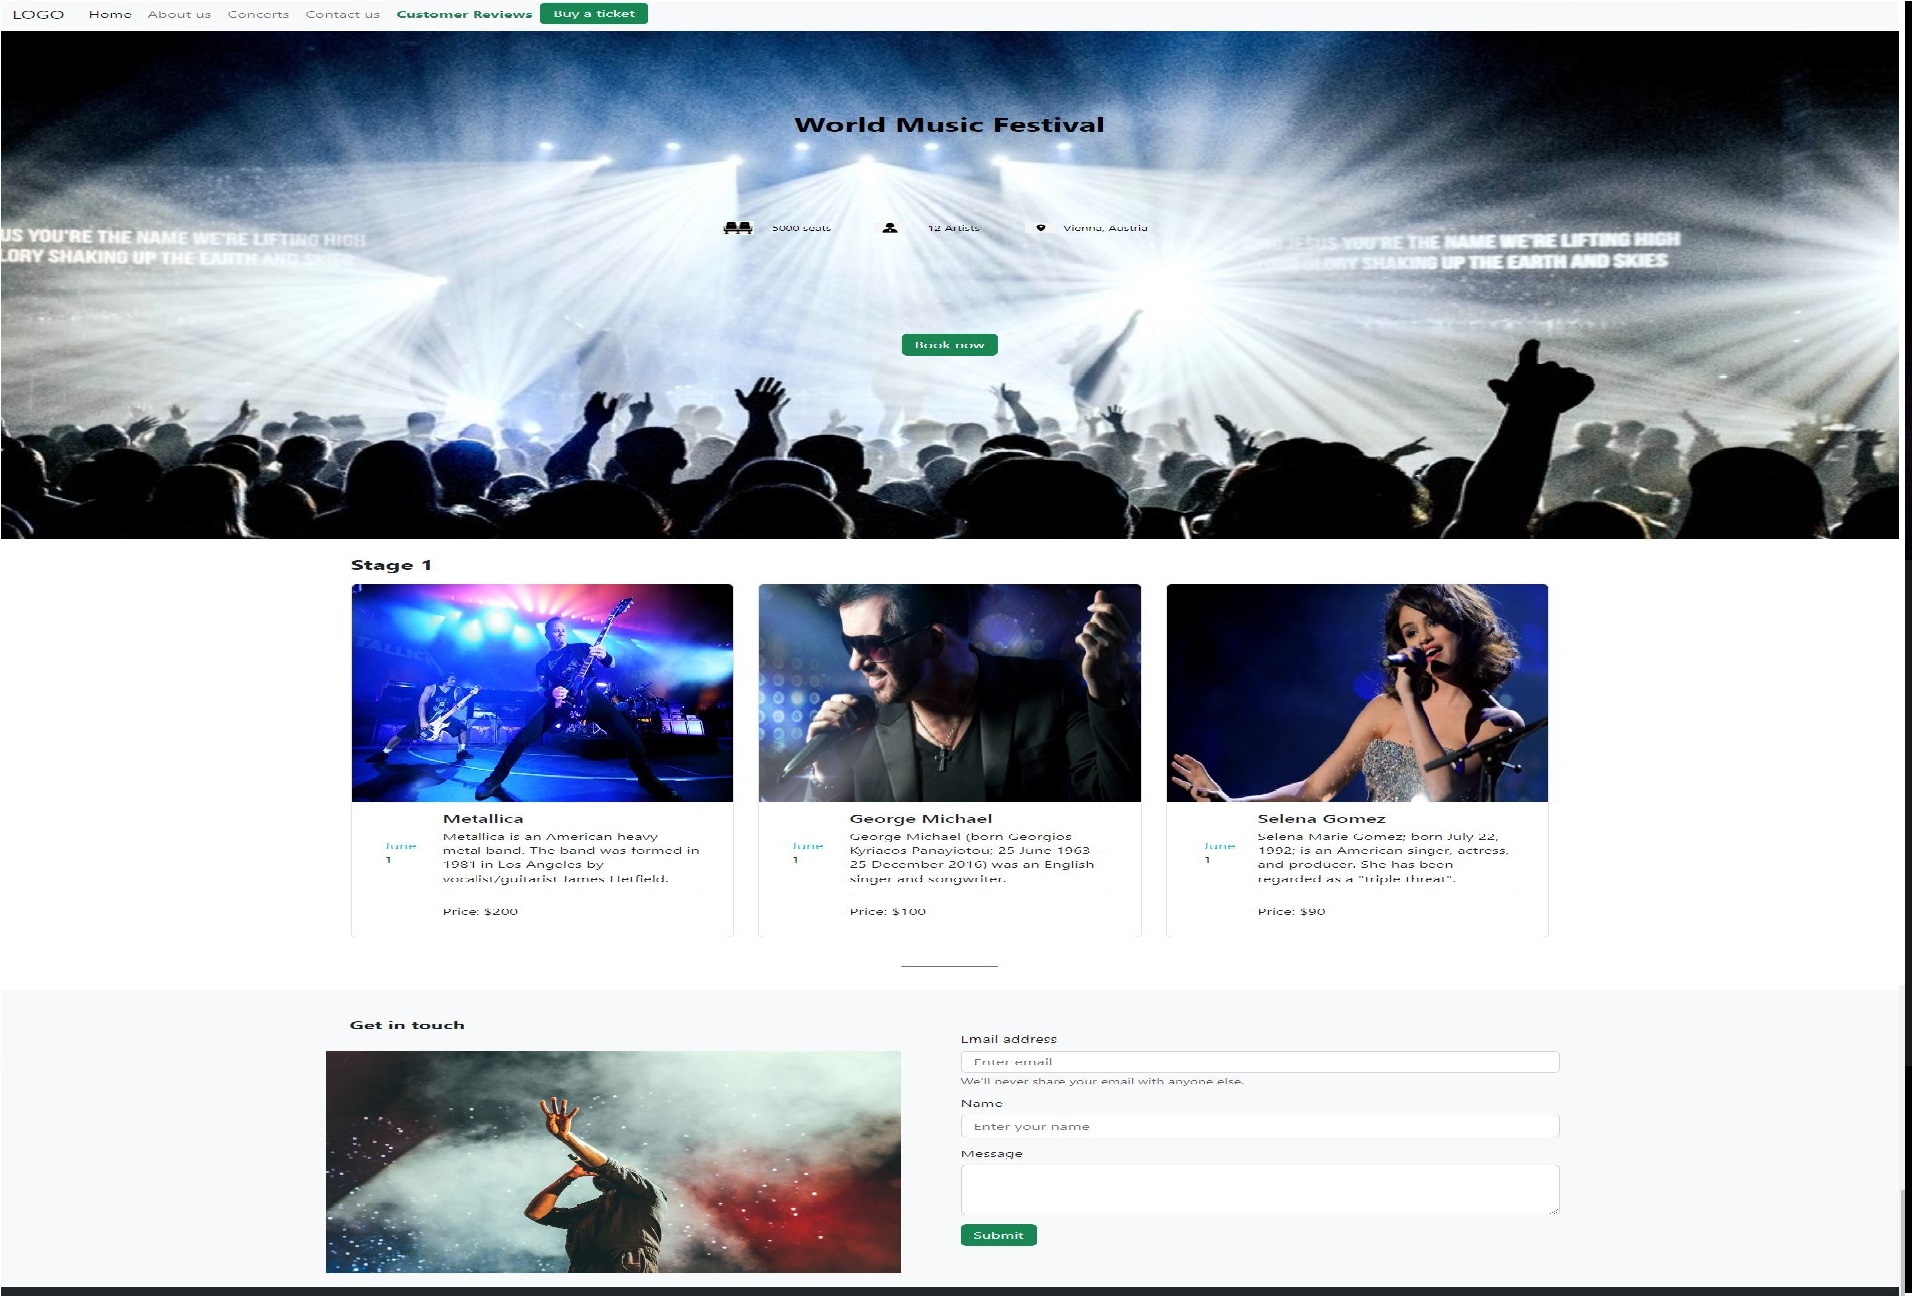 LOGO Home About us Concerts Contact us Customer Reviews Buy a ticket
World Music Festival
5000 seats 12 Artists Vienna, Austria
US YOU'RE THE NAME WE'RE LIFTING HIGH
LORY SHAKING UP THE EARTH AND SKIES
JESUS YOU'RE THE NAME WE'RE LIFTING HIGH
GLORY SHAKING UP THE EARTH AND SKIES
Book now
Stage 1
TALLICA
Metallica
June
1
Metallica is an American heavy
metal band. The band was formed in
1981 in Los Angeles by
vocalist/guitarist James Hetfield.
Price: $200
George Michael
June
1
George Michael (born Georgios
Kyriacos Panayiotou; 25 June 1963
25 December 2016) was an English
singer and songwriter.
Price: $100
Selena Gomez
June
1
Selena Marie Gomez; born July 22,
1992; is an American singer, actress,
and producer. She has been
regarded as a "triple threat".
Price: $90
Get in touch
Email address
Enter email
We'll never share your email with anyone else.
Name
Enter your name
Message
Submit